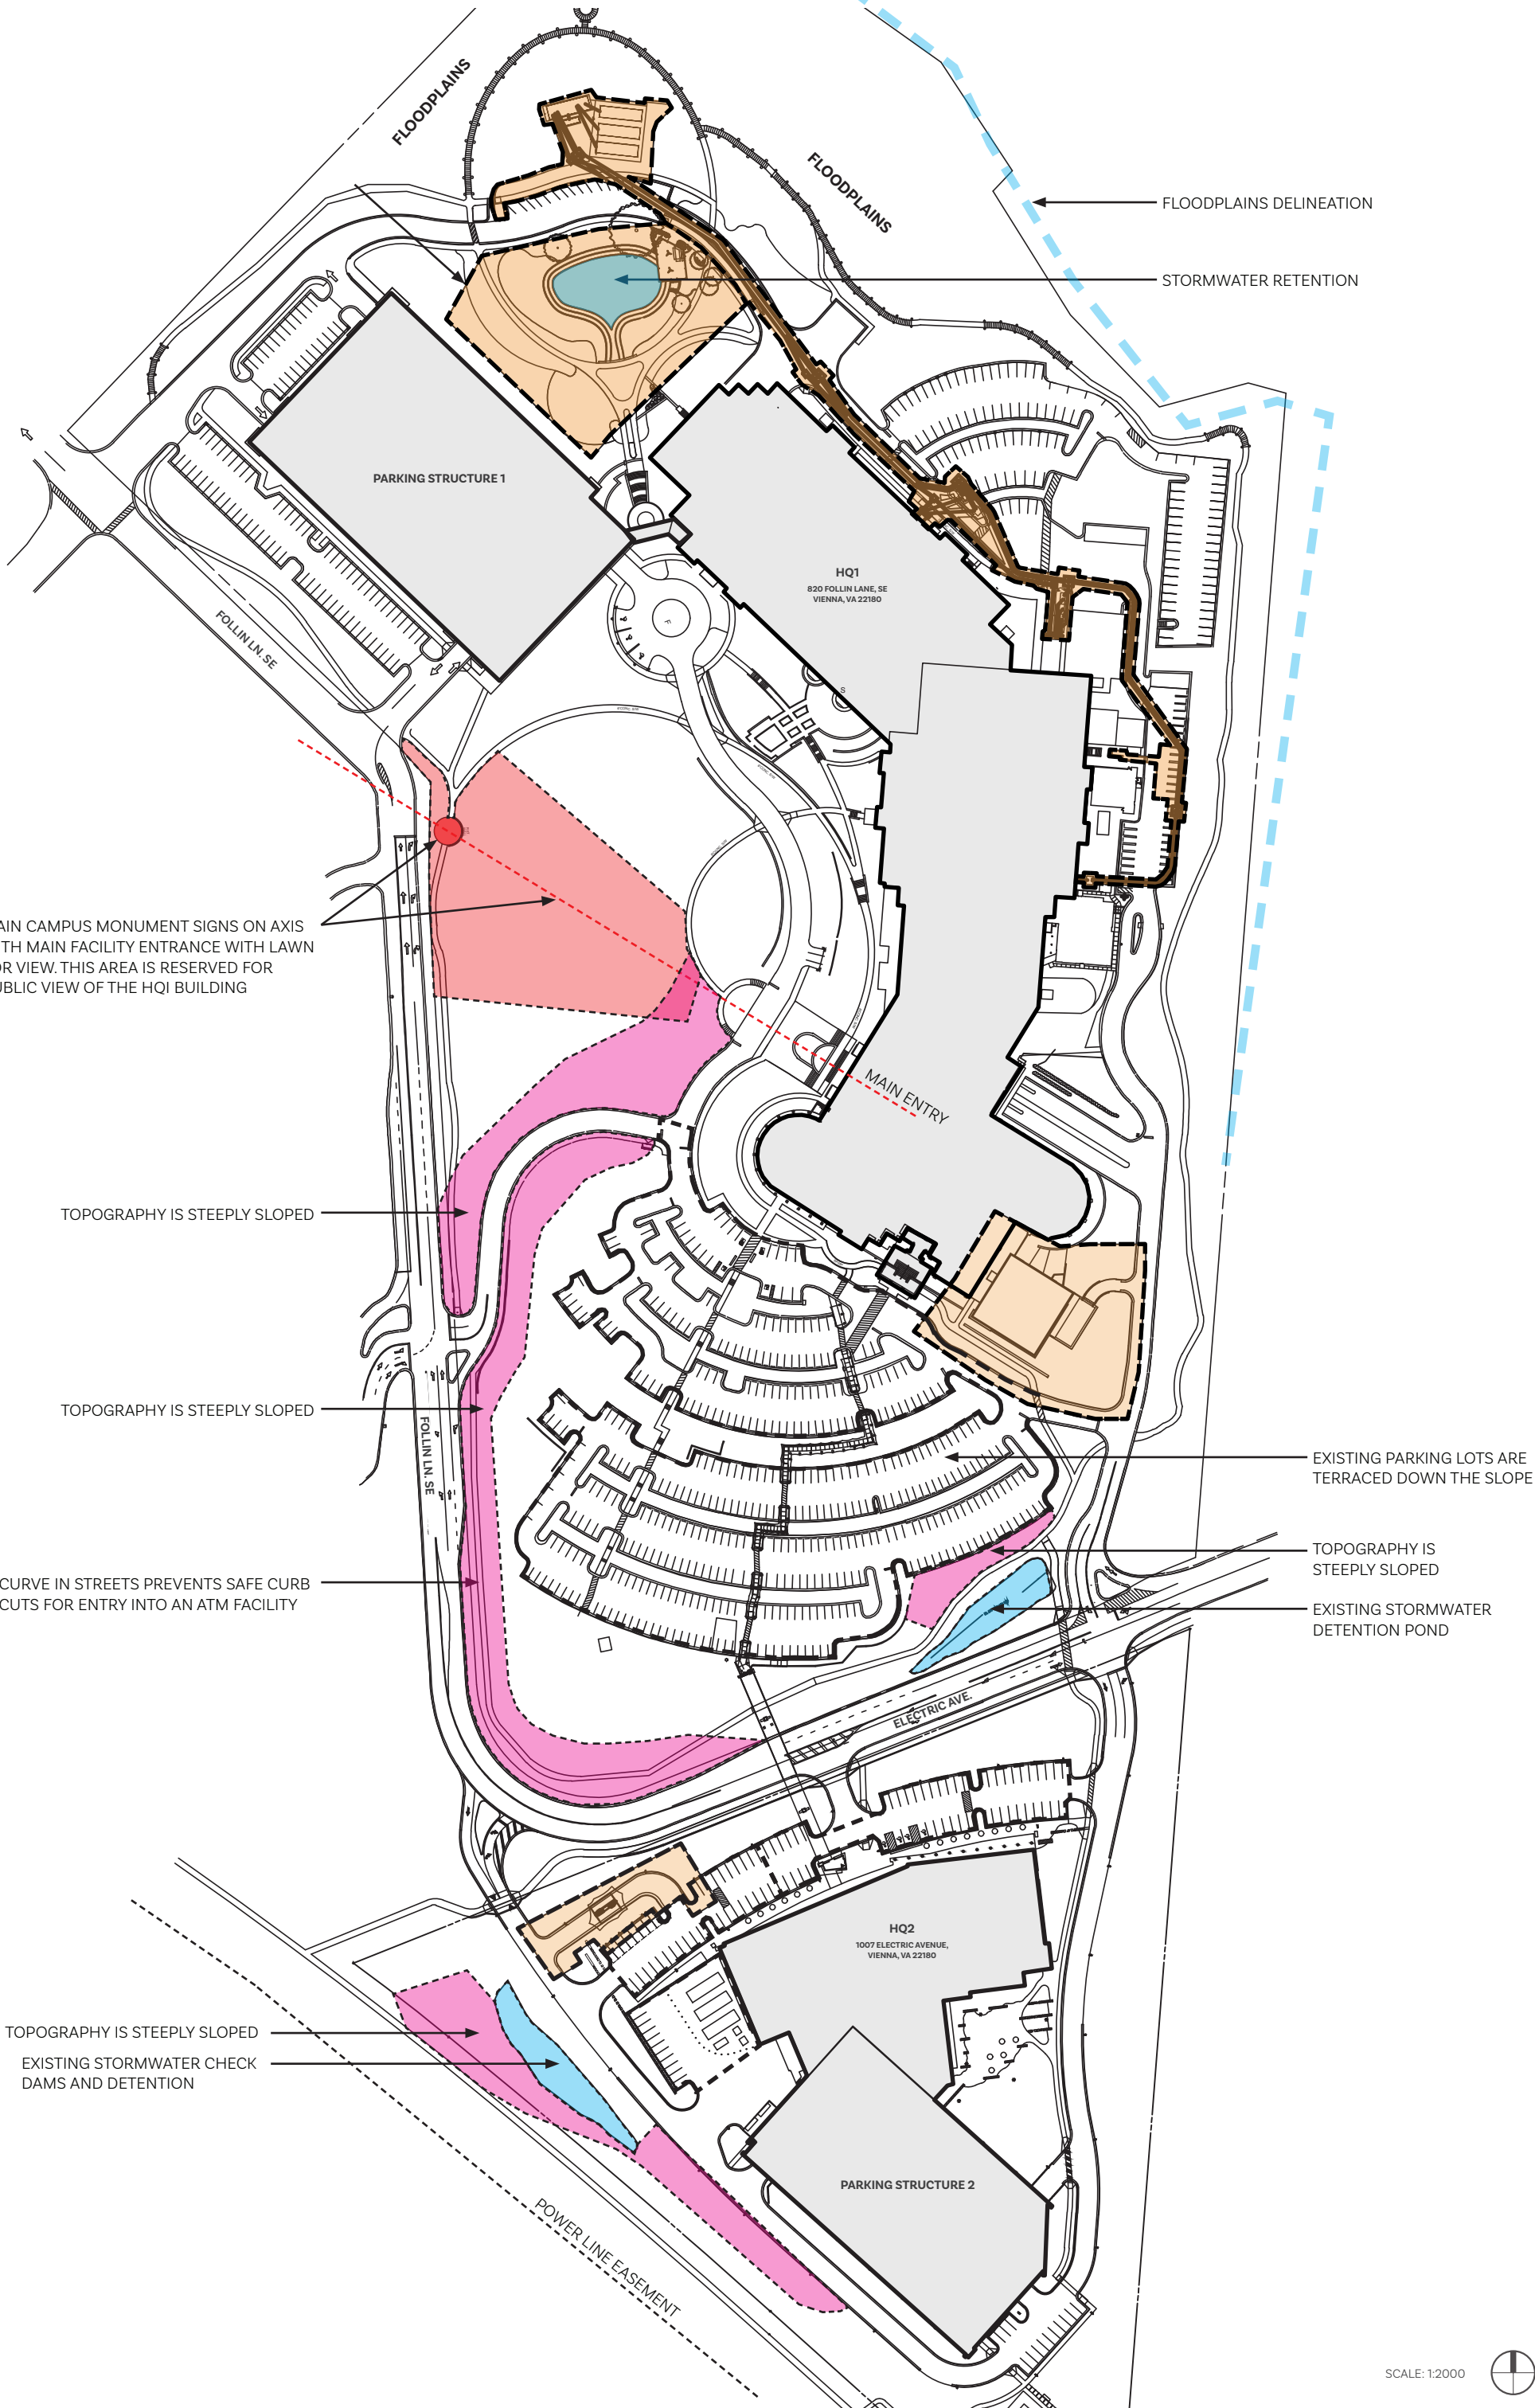 FLOODPLAINS
FLOODPLAINS
FLOODPLAINS DELINEATION
STORMWATER RETENTION
PARKING STRUCTURE 1
HQ1
820 FOLLIN LANE, SE
VIENNA, VA 22180
FOLLIN LN. SE
S
F
AIN CAMPUS MONUMENT SIGNS ON AXIS
TH MAIN FACILITY ENTRANCE WITH LAWN
OR VIEW. THIS AREA IS RESERVED FOR
UBLIC VIEW OF THE HQI BUILDING
MAIN ENTRY
TOPOGRAPHY IS STEEPLY SLOPED
TOPOGRAPHY IS STEEPLY SLOPED
FOLLIN LN. SE
EXISTING PARKING LOTS ARE
TERRACED DOWN THE SLOPE
TOPOGRAPHY IS
STEEPLY SLOPED
CURVE IN STREETS PREVENTS SAFE CURB
CUTS FOR ENTRY INTO AN ATM FACILITY
EXISTING STORMWATER
DETENTION POND
ELECTRIC AVE.
HQ2
1007 ELECTRIC AVENUE,
VIENNA, VA 22180
TOPOGRAPHY IS STEEPLY SLOPED
EXISTING STORMWATER CHECK
DAMS AND DETENTION
PARKING STRUCTURE 2
POWER LINE EASEMENT
SCALE: 1:2000